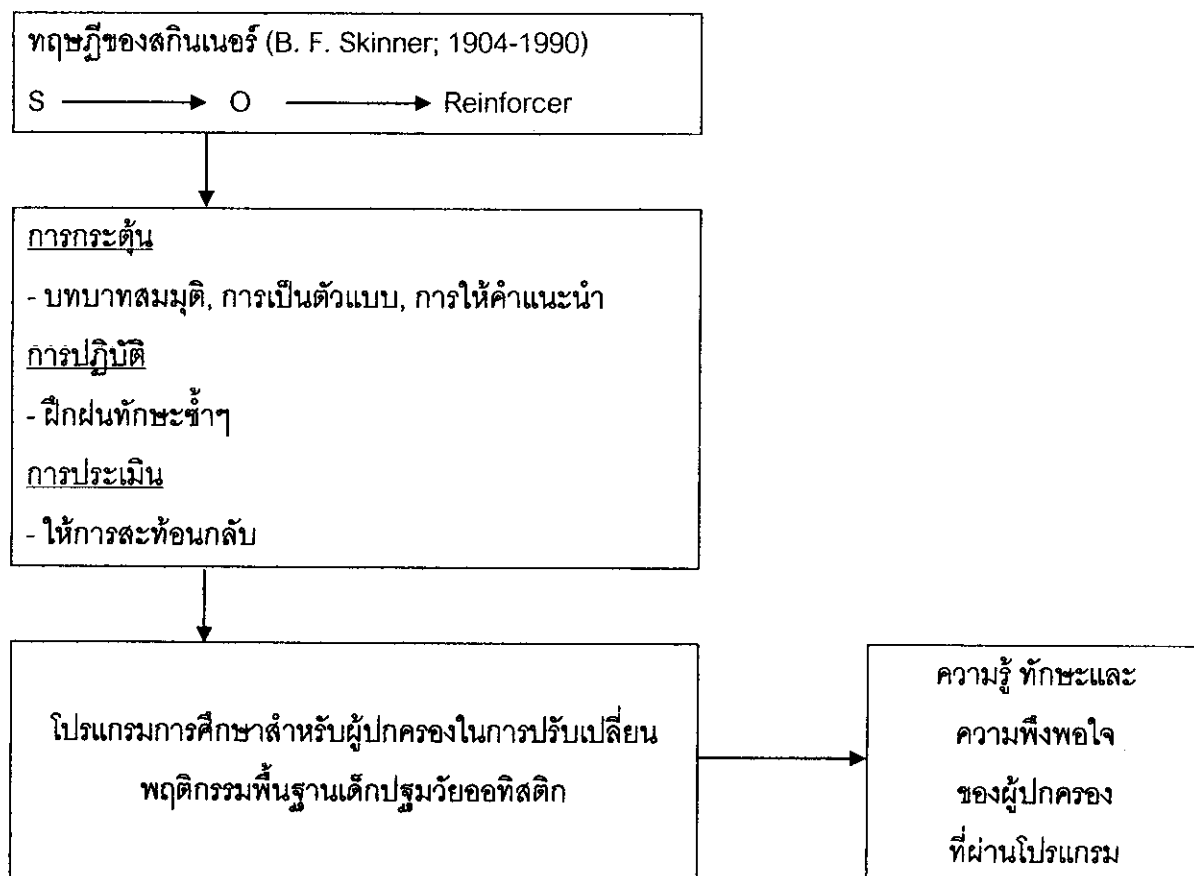 ทฤษฎีของสกินเนอร์ (B. F. Skinner; 1904-1990)
S O Reinforcer
การกระตุ้น
- บทบาทสมมุติ, การเป็นตัวแบบ, การให้คำแนะนำ
การปฏิบัติ
- ฝึกฝนทักษะซ้ำๆ
การประเมิน
- ให้การสะท้อนกลับ
โปรแกรมการศึกษาสำหรับผู้ปกครองในการปรับเปลี่ยน
พฤติกรรมพื้นฐานเด็กปฐมวัยออทิสติก
ความรู้ ทักษะและ
ความพึงพอใจ
ของผู้ปกครอง
ที่ผ่านโปรแกรม